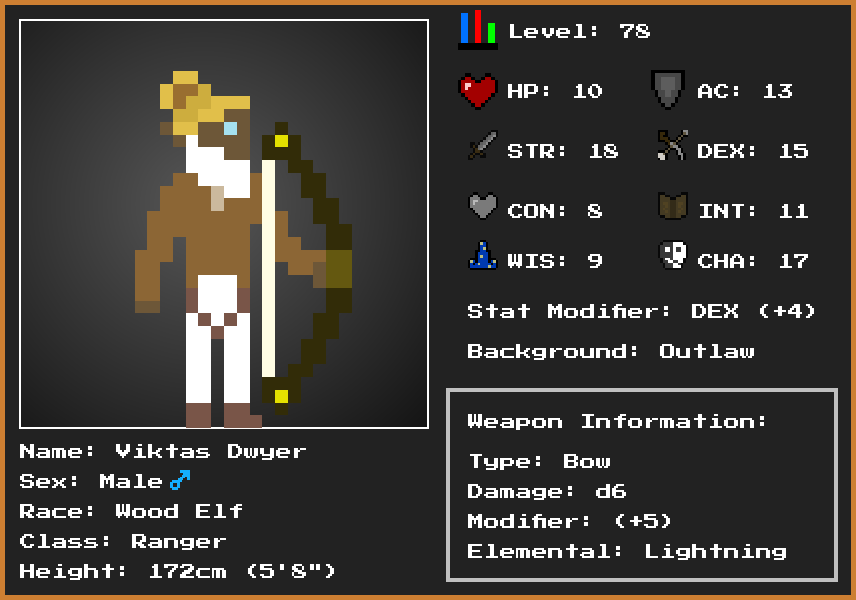 Level: 78
HP: 10
AC: 13
STR: 18
DEX: 15
CON: 8
INT: 11
WIS: 9
CHA: 17
Stat Modifier: DEX (+4)
Background: Outlaw
Weapon Information:
Type: Bow
Damage: d6
Modifier: (+5)
Elemental: Lightning
Name: Viktas Dwyer
Sex: Male ♂
Race: Wood Elf
Class: Ranger
Height: 172cm (5'8")